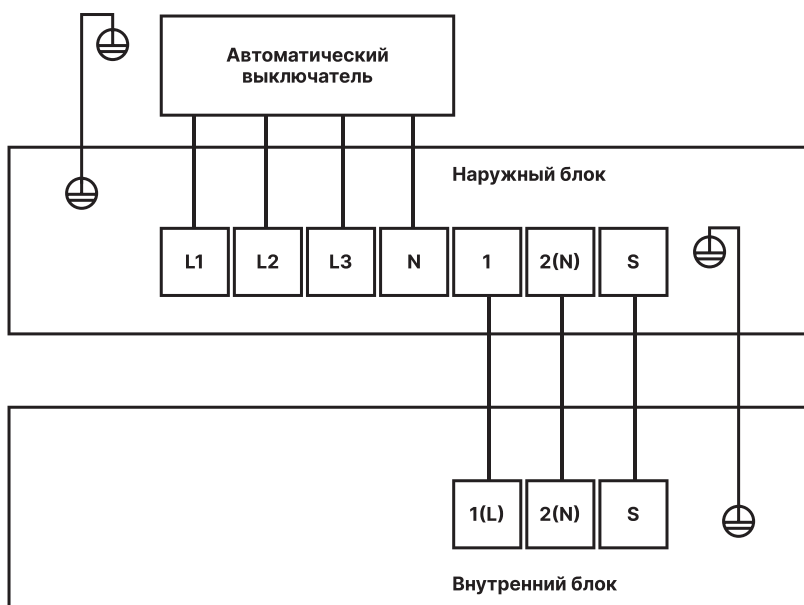 Автоматический
выключатель
Наружный блок
L1 L2 L3 N 1 2(N) S
1(L) 2(N) S
Внутренний блок